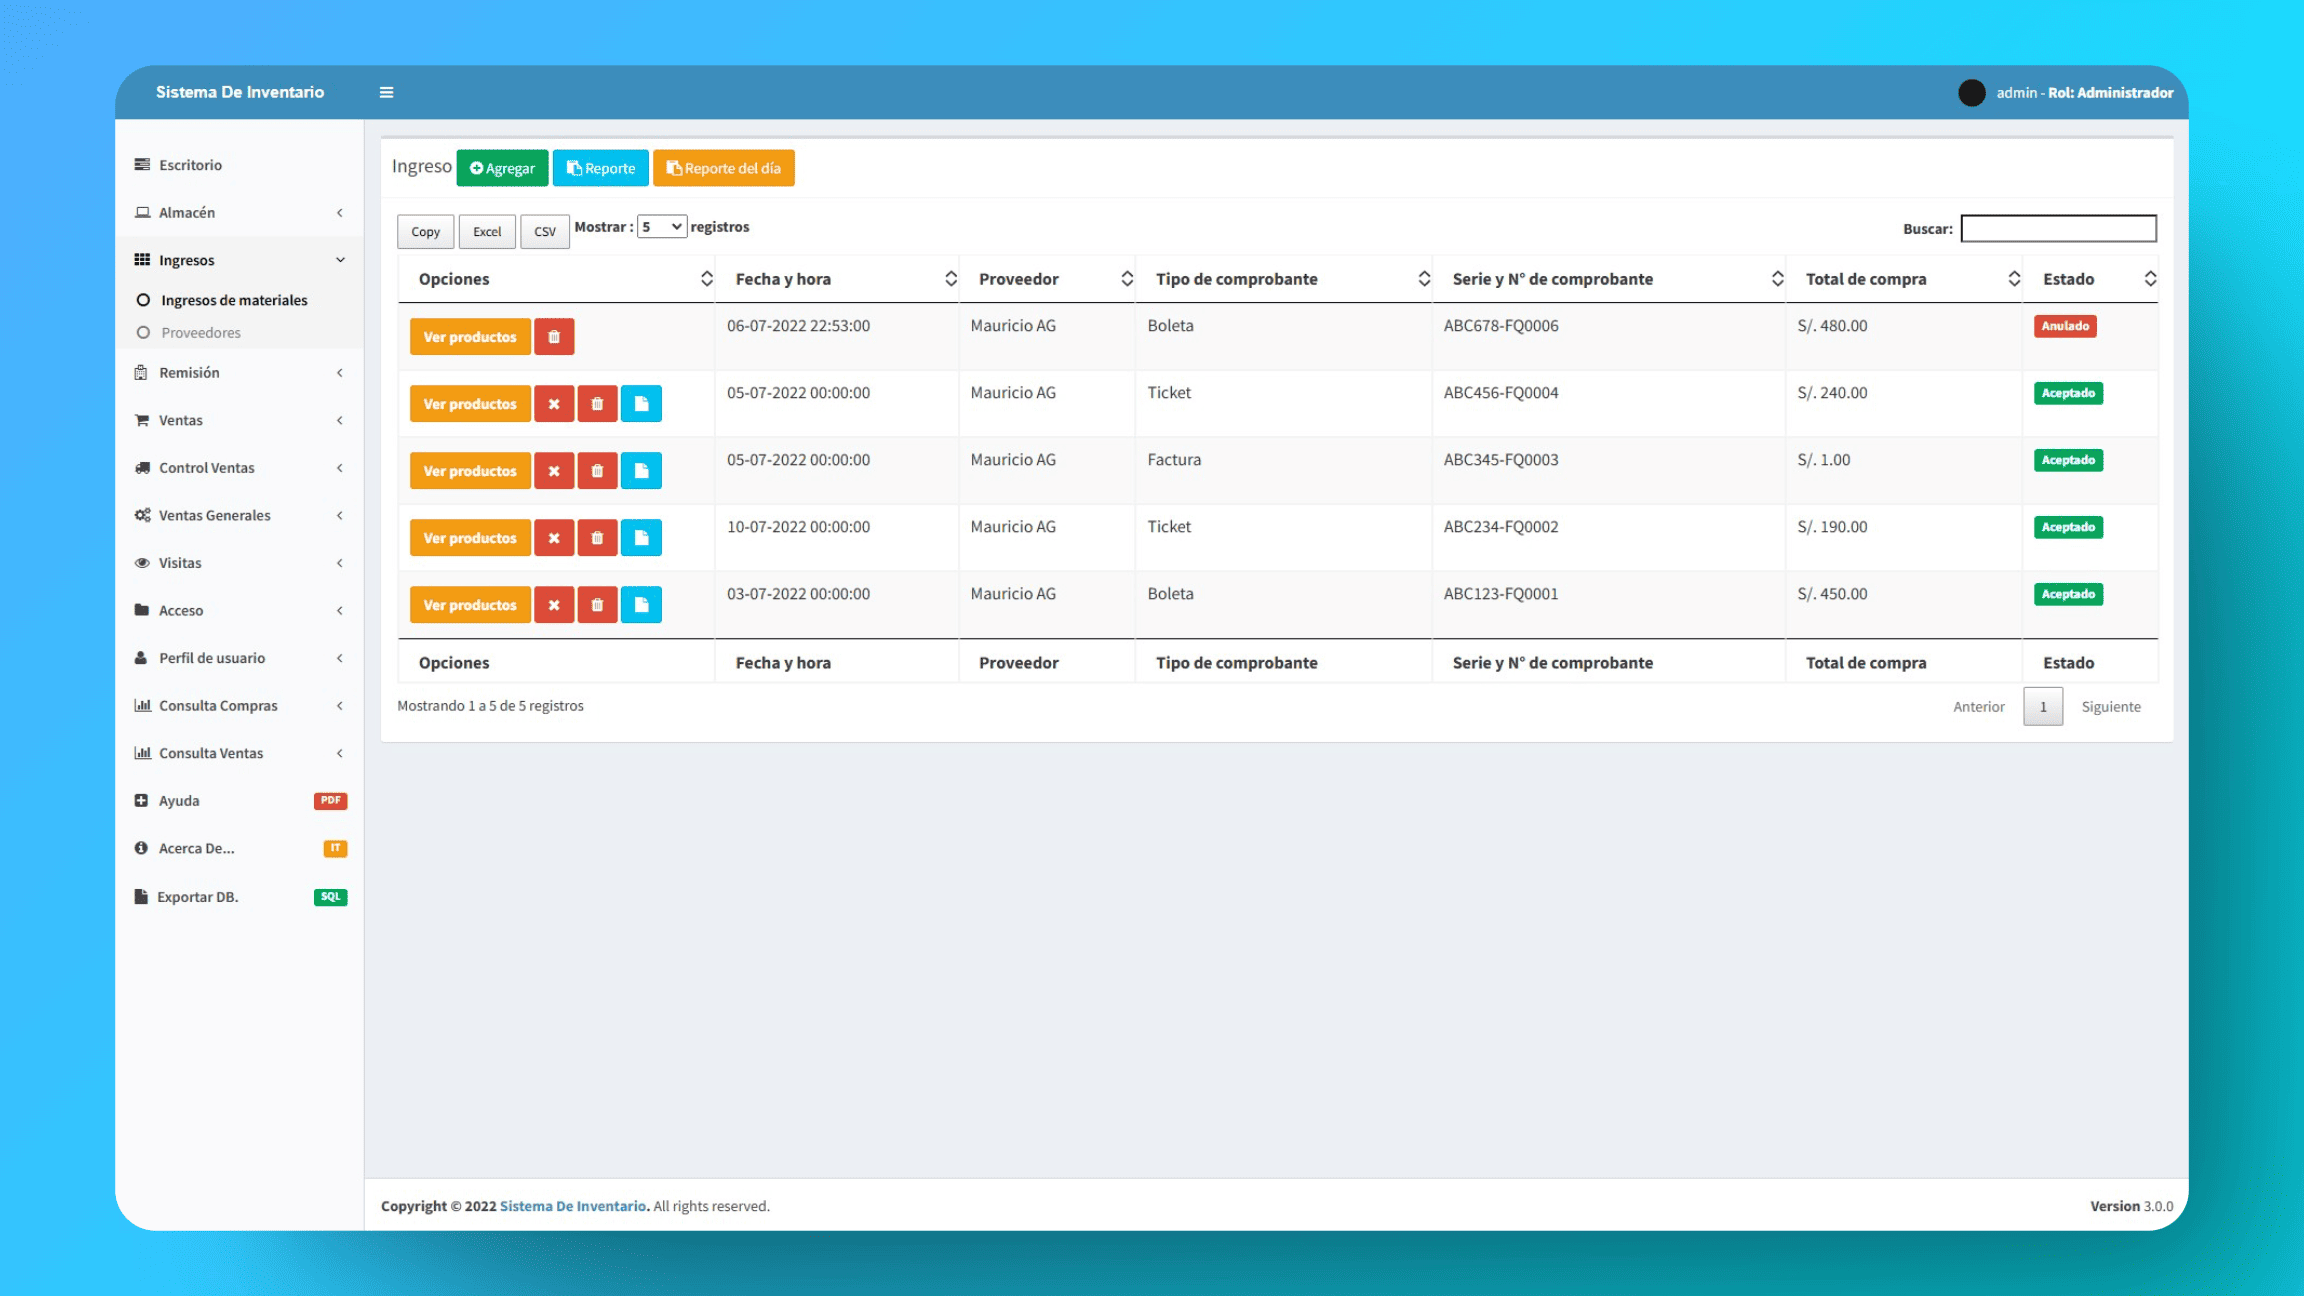 Sistema De Inventario
admin - Rol: Administrador
Escritorio
Almacén
Ingresos
Ingresos de materiales
Proveedores
Remisión
Ventas
Control Ventas
Ventas Generales
Visitas
Acceso
Perfil de usuario
Consulta Compras
Consulta Ventas
Ayuda PDF
Acerca De... IT
Exportar DB. SQL
Ingreso Agregar Reporte Reporte del día
Copy Excel CSV Mostrar : 5 registros Buscar:
Opciones Fecha y hora Proveedor Tipo de comprobante Serie y N° de comprobante Total de compra Estado
Ver productos 06-07-2022 22:53:00 Mauricio AG Boleta ABC678-FQ0006 S/. 480.00 Anulado
Ver productos 05-07-2022 00:00:00 Mauricio AG Ticket ABC456-FQ0004 S/. 240.00 Aceptado
Ver productos 05-07-2022 00:00:00 Mauricio AG Factura ABC345-FQ0003 S/. 1.00 Aceptado
Ver productos 10-07-2022 00:00:00 Mauricio AG Ticket ABC234-FQ0002 S/. 190.00 Aceptado
Ver productos 03-07-2022 00:00:00 Mauricio AG Boleta ABC123-FQ0001 S/. 450.00 Aceptado
Opciones Fecha y hora Proveedor Tipo de comprobante Serie y N° de comprobante Total de compra Estado
Mostrando 1 a 5 de 5 registros Anterior 1 Siguiente
Copyright © 2022 Sistema De Inventario. All rights reserved. Version 3.0.0